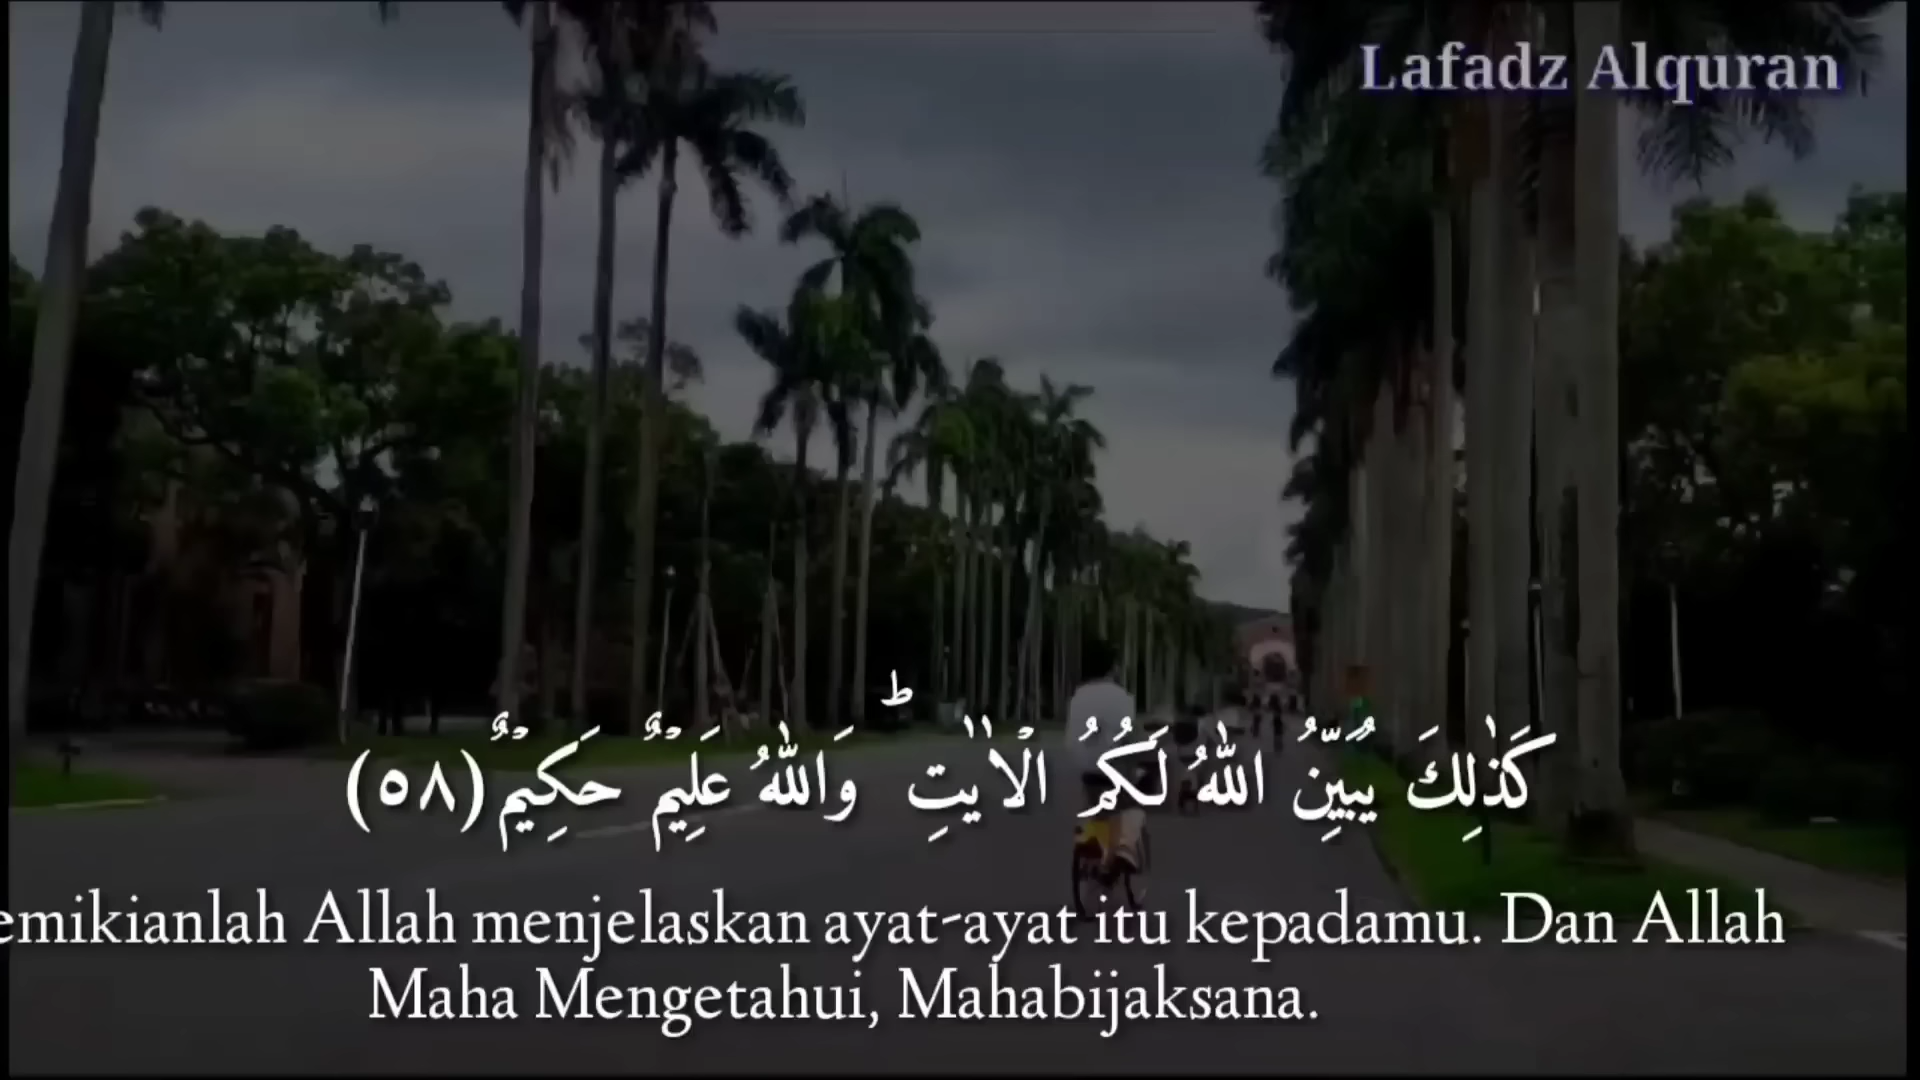 Lafadz Alquran
كَذٰلِكَ يُبَيِّنُ اللّٰهُ لَكُمُ الْاٰيٰتِ ۗ وَاللّٰهُ عَلِيْمٌ حَكِيْمٌ (٥٨)
emikianlah Allah menjelaskan ayat-ayat itu kepadamu. Dan Allah
Maha Mengetahui, Mahabijaksana.